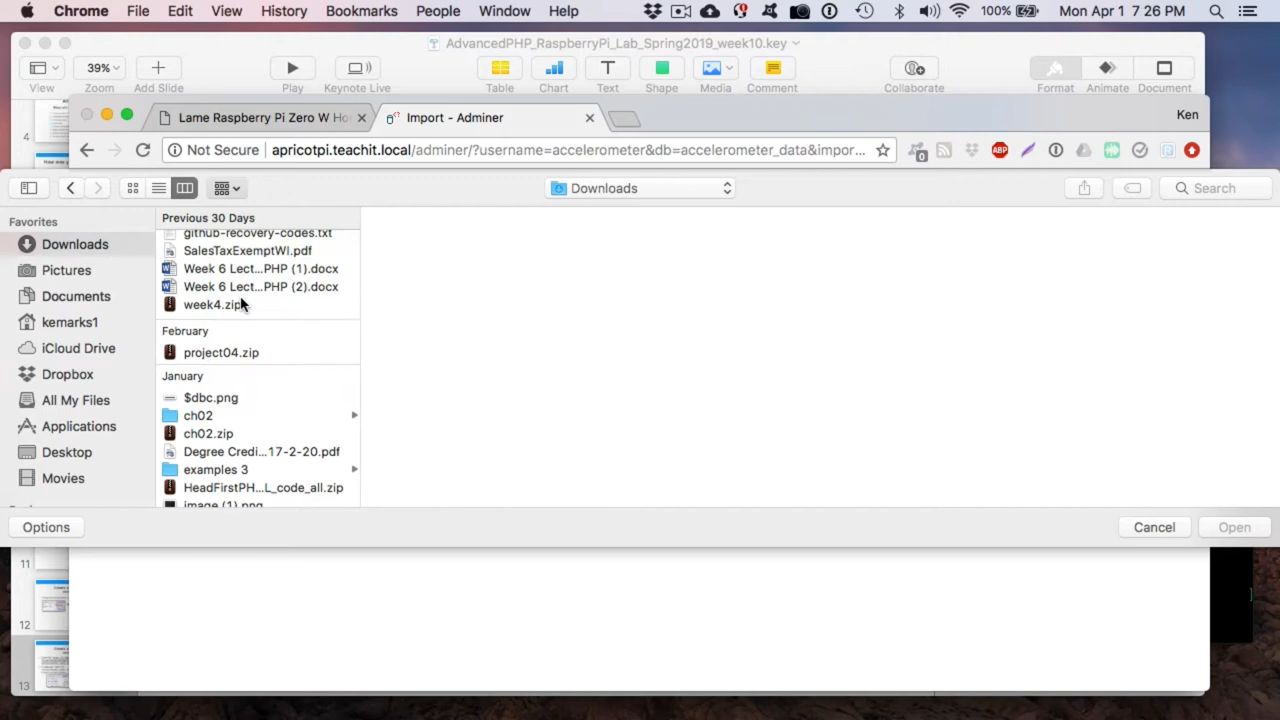 Chrome File Edit View History Bookmarks People Window Help 100% Mon Apr 1 7:26 PM
AdvancedPHP_RaspberryPi_Lab_Spring2019_week10.key
39%
View Zoom Add Slide Play Keynote Live Table Chart Shape Text Media Comment Collaborate Format Animate Document
4
Lame Raspberry Pi Zero W Ho
Import - Adminer
Ken
Not Secure apricotpi.teachit.local/adminer/?username=accelerometer&db=accelerometer_data&impor...
0
ABP
Downloads
Search
Favorites
Downloads
Pictures
Documents
kemarks1
iCloud Drive
Dropbox
All My Files
Applications
Desktop
Movies
Previous 30 Days
github-recovery-codes.txt
SalesTaxExemptWI.pdf
Week 6 Lect...PHP (1).docx
Week 6 Lect...PHP (2).docx
week4.zip
February
project04.zip
January
$dbc.png
ch02
ch02.zip
Degree Credi...17-2-20.pdf
examples 3
HeadFirstPH...L_code_all.zip
image (1).png
Options
Cancel
Open
11
12
13